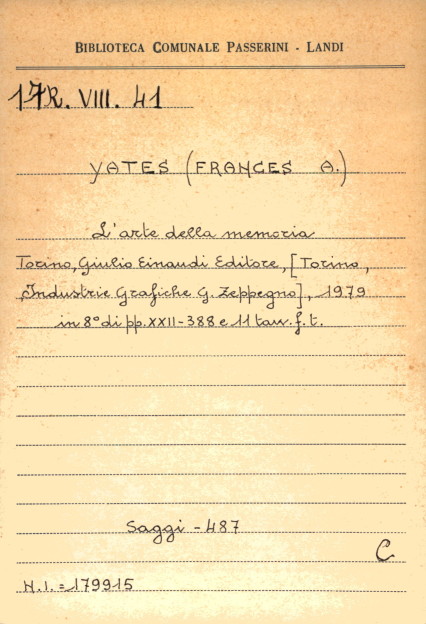 BIBLIOTECA COMUNALE PASSERINI - LANDI
17R. VIII. 41
YATES (FRANCES A.)
L'arte della memoria
Torino, Giulio Einaudi Editore, [Torino,
Industrie Grafiche G. Zeppegno], 1979
in 8° di pp. XXII-388 e 11 tav. f. t.
Saggi - 487
C
N.I. = 179915